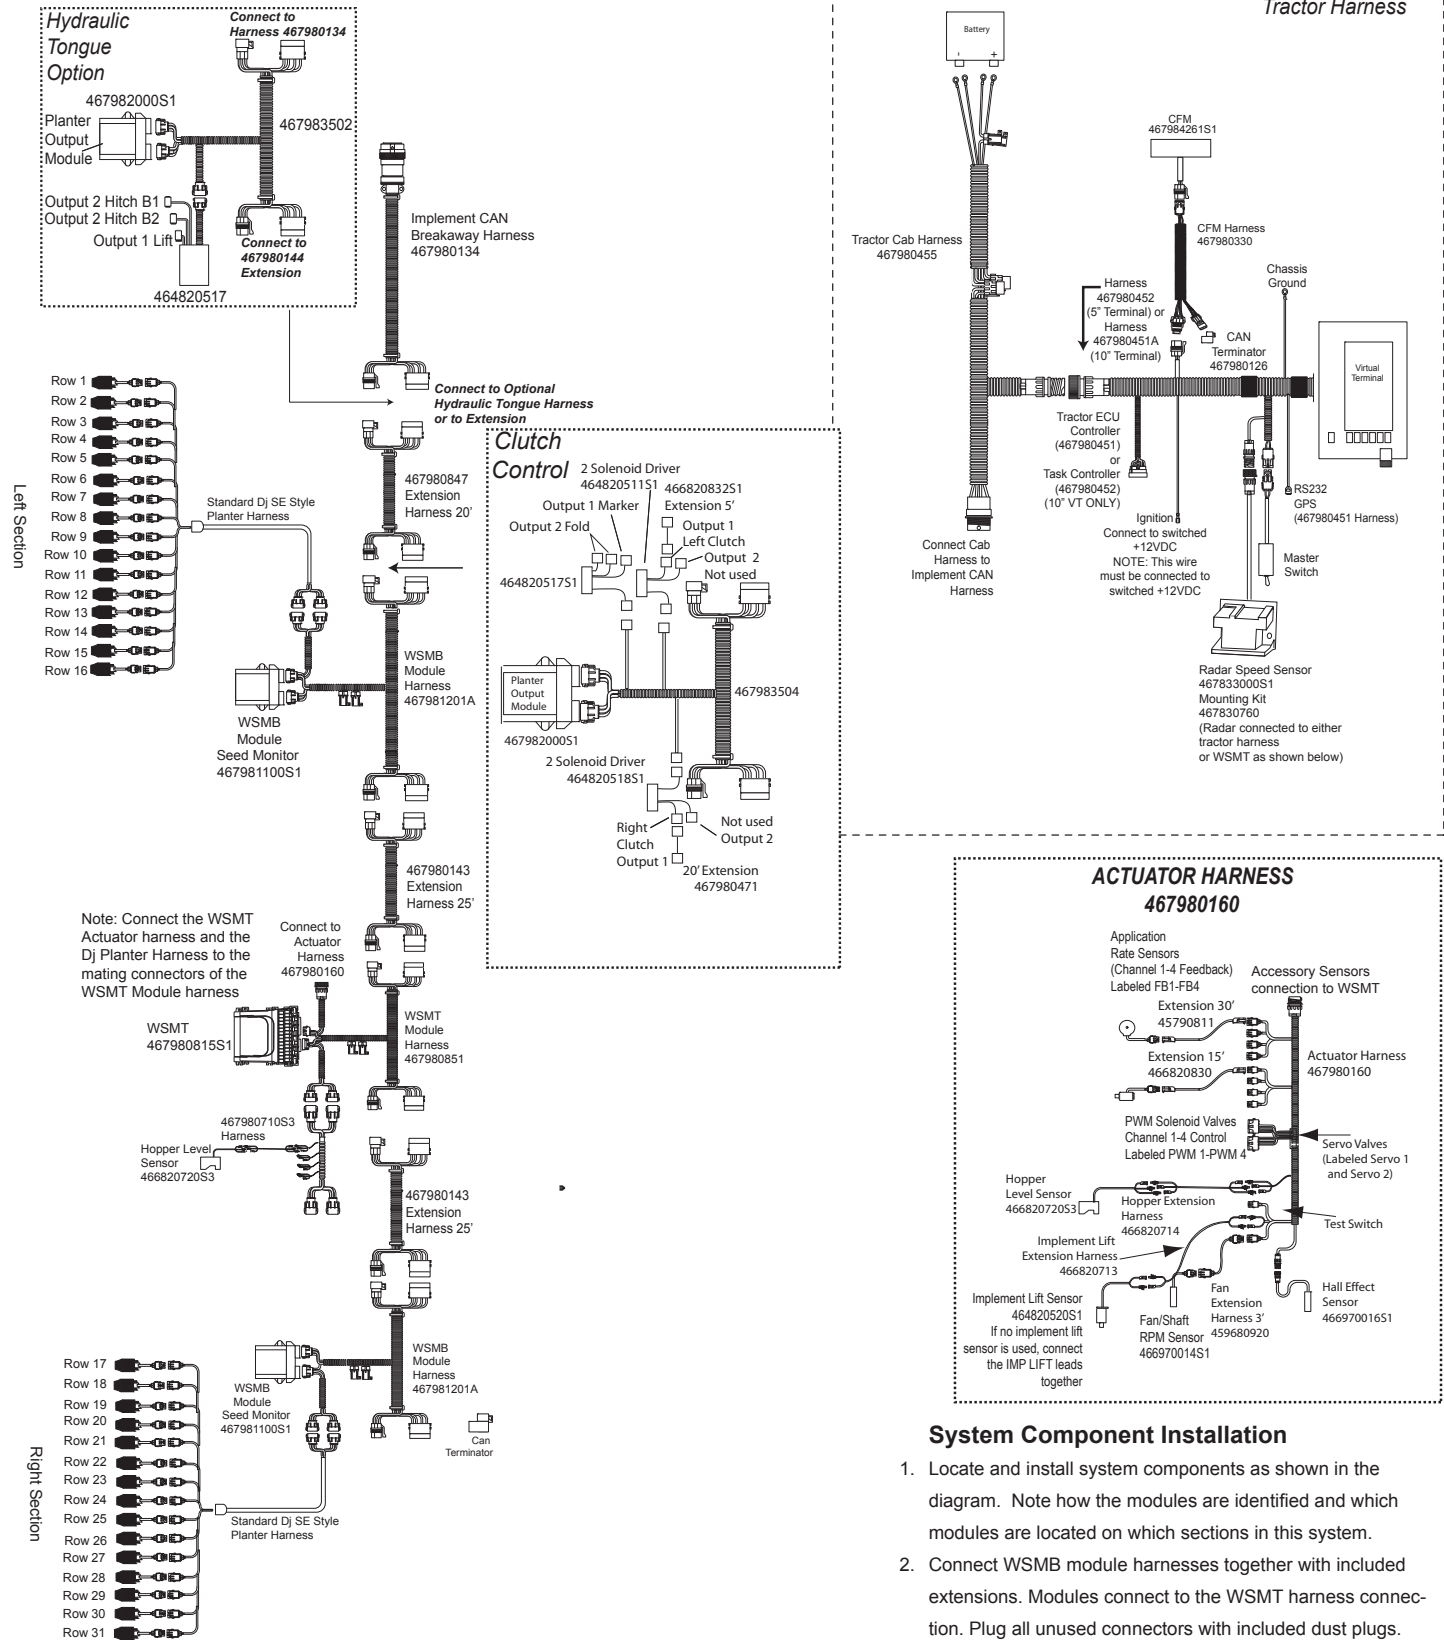 Hydraulic
Tongue
Option
Connect to
Harness 467980134
467982000S1
Planter
Output
Module
467983502
Output 2 Hitch B1
Output 2 Hitch B2
Output 1 Lift
Connect to
467980144
Extension
464820517
Implement CAN
Breakaway Harness
467980134
Connect to Optional
Hydraulic Tongue Harness
or to Extension
Left Section
Row 1
Row 2
Row 3
Row 4
Row 5
Row 6
Row 7
Row 8
Row 9
Row 10
Row 11
Row 12
Row 13
Row 14
Row 15
Row 16
Standard Dj SE Style
Planter Harness
467980847
Extension
Harness 20'
WSMB
Module
Harness
467981201A
WSMB
Module
Seed Monitor
467981100S1
467980143
Extension
Harness 25'
Note: Connect the WSMT
Actuator harness and the
Dj Planter Harness to the
mating connectors of the
WSMT Module harness
Connect to
Actuator
Harness
467980160
WSMT
467980815S1
WSMT
Module
Harness
467980851
467980710S3
Harness
Hopper Level
Sensor
466820720S3
467980143
Extension
Harness 25'
WSMB
Module
Harness
467981201A
WSMB
Module
Seed Monitor
467981100S1
Can
Terminator
Right Section
Row 17
Row 18
Row 19
Row 20
Row 21
Row 22
Row 23
Row 24
Row 25
Row 26
Row 27
Row 28
Row 29
Row 30
Row 31
Standard Dj SE Style
Planter Harness
Clutch
Control
2 Solenoid Driver
464820511S1
466820832S1
Extension 5'
Output 1 Marker
Output 2 Fold
Output 1
Left Clutch
Output 2
Not used
464820517S1
Planter
Output
Module
467983504
467982000S1
2 Solenoid Driver
464820518S1
Right
Clutch
Output 1
Not used
Output 2
20' Extension
467980471
Tractor Harness
Battery
- +
CFM
467984261S1
Tractor Cab Harness
467980455
CFM Harness
467980330
Chassis
Ground
Harness
467980452
(5" Terminal) or
Harness
467980451A
(10" Terminal)
CAN
Terminator
467980126
Virtual
Terminal
Tractor ECU
Controller
(467980451)
or
Task Controller
(467980452)
(10" VT ONLY)
RS232
GPS
(467980451 Harness)
Ignition
Connect to switched
+12VDC
NOTE: This wire
must be connected to
switched +12VDC
Master
Switch
Connect Cab
Harness to
Implement CAN
Harness
Radar Speed Sensor
467833000S1
Mounting Kit
467830760
(Radar connected to either
tractor harness
or WSMT as shown below)
ACTUATOR HARNESS
467980160
Application
Rate Sensors
(Channel 1-4 Feedback)
Labeled FB1-FB4
Accessory Sensors
connection to WSMT
Extension 30'
45790811
Extension 15'
466820830
Actuator Harness
467980160
PWM Solenoid Valves
Channel 1-4 Control
Labeled PWM 1-PWM 4
Servo Valves
(Labeled Servo 1
and Servo 2)
Hopper
Level Sensor
466820720S3
Hopper Extension
Harness
466820714
Test Switch
Implement Lift
Extension Harness
466820713
Implement Lift Sensor
464820520S1
If no implement lift
sensor is used, connect
the IMP LIFT leads
together
Fan/Shaft
RPM Sensor
466970014S1
Fan
Extension
Harness 3'
459680920
Hall Effect
Sensor
466970016S1
System Component Installation
1. Locate and install system components as shown in the
diagram. Note how the modules are identified and which
modules are located on which sections in this system.
2. Connect WSMB module harnesses together with included
extensions. Modules connect to the WSMT harness connec-
tion. Plug all unused connectors with included dust plugs.